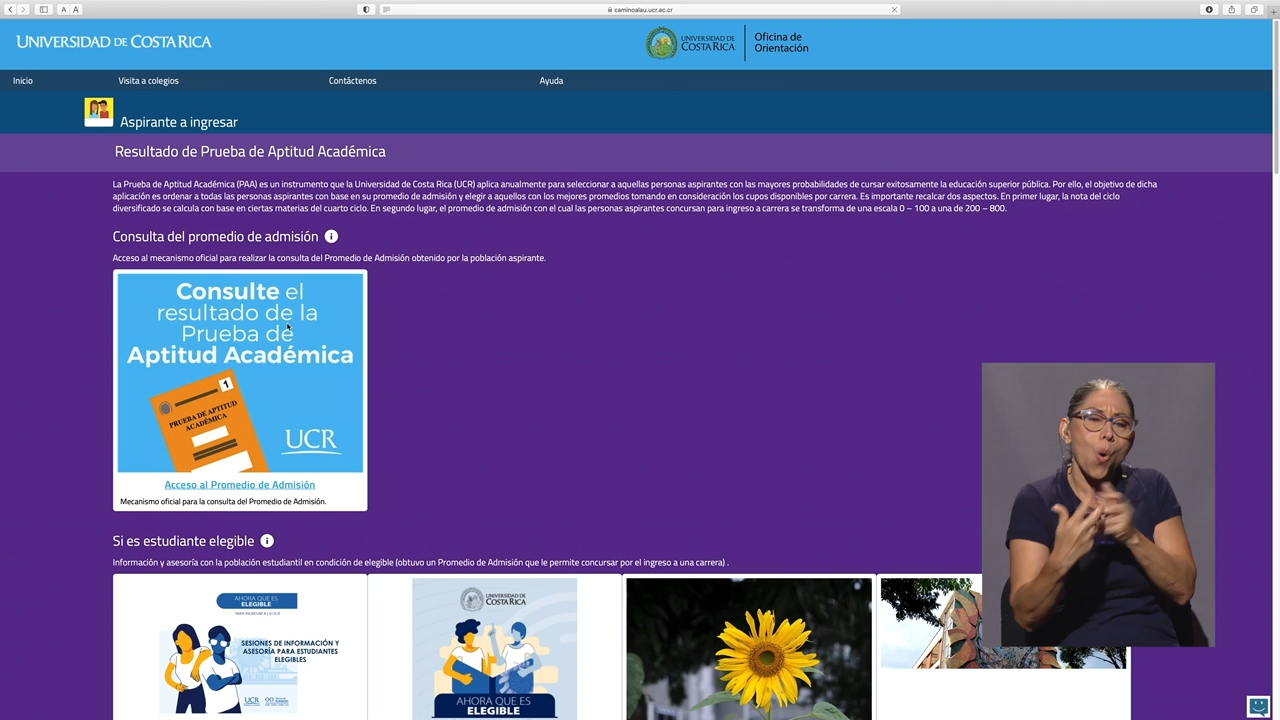 A A
caminoalau.ucr.ac.cr
UNIVERSIDAD DE COSTA RICA
UNIVERSIDAD DE
COSTA RICA
Oficina de
Orientación
Inicio
Visita a colegios
Contáctenos
Ayuda
Aspirante a ingresar
Resultado de Prueba de Aptitud Académica
La Prueba de Aptitud Académica (PAA) es un instrumento que la Universidad de Costa Rica (UCR) aplica anualmente para seleccionar a aquellas personas aspirantes con las mayores probabilidades de cursar exitosamente la educación superior pública. Por ello, el objetivo de dicha
aplicación es ordenar a todas las personas aspirantes con base en su promedio de admisión y elegir a aquellos con los mejores promedios tomando en consideración los cupos disponibles por carrera. Es importante recalcar dos aspectos. En primer lugar, la nota del ciclo
diversificado se calcula con base en ciertas materias del cuarto ciclo. En segundo lugar, el promedio de admisión con el cual las personas aspirantes concursan para ingreso a carrera se transforma de una escala 0 – 100 a una de 200 – 800.
Consulta del promedio de admisión
Acceso al mecanismo oficial para realizar la consulta del Promedio de Admisión obtenido por la población aspirante.
Consulte el
resultado de la
Prueba de
Aptitud Académica
1
PRUEBA DE APTITUD
ACADÉMICA
UCR
Acceso al Promedio de Admisión
Mecanismo oficial para la consulta del Promedio de Admisión.
Si es estudiante elegible
Información y asesoría con la población estudiantil en condición de elegible (obtuvo un Promedio de Admisión que le permite concursar por el ingreso a una carrera) .
AHORA QUE ES
ELEGIBLE
PARA INGRESAR A LA UCR
SESIONES DE INFORMACIÓN Y
ASESORÍA PARA ESTUDIANTES
ELEGIBLES
UCR
UNIVERSIDAD DE
COSTA RICA
AHORA QUE ES
ELEGIBLE